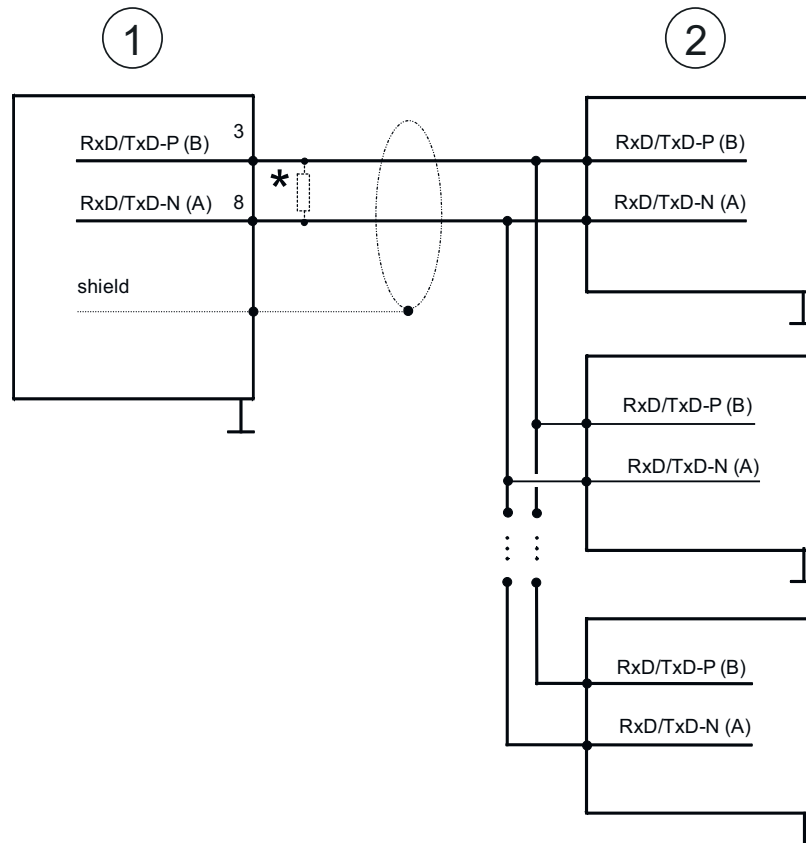 1
2
RxD/TxD-P (B) 3
RxD/TxD-P (B)
*
RxD/TxD-N (A) 8
RxD/TxD-N (A)
shield
RxD/TxD-P (B)
RxD/TxD-N (A)
RxD/TxD-P (B)
RxD/TxD-N (A)